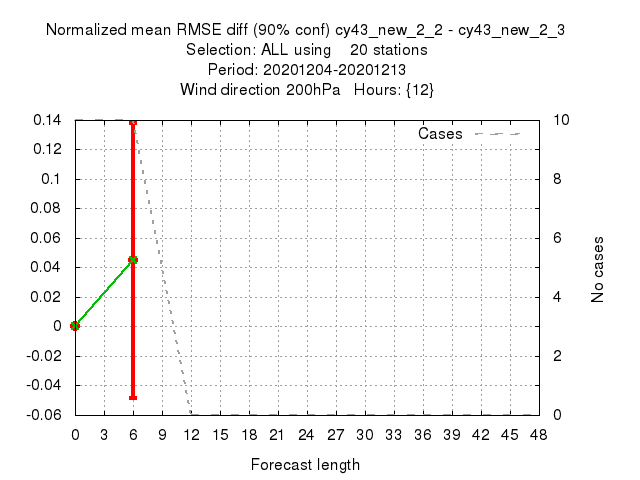 Normalized mean RMSE diff (90% conf) cy43_new_2_2 - cy43_new_2_3
Selection: ALL using    20 stations
Period: 20201204-20201213
Wind direction 200hPa   Hours: {12}
0.14
0.12
0.1
0.08
0.06
0.04
0.02
0
-0.02
-0.04
-0.06
Cases
10
8
6
4
2
0
No cases
0 3 6 9 12 15 18 21 24 27 30 33 36 39 42 45 48
Forecast length